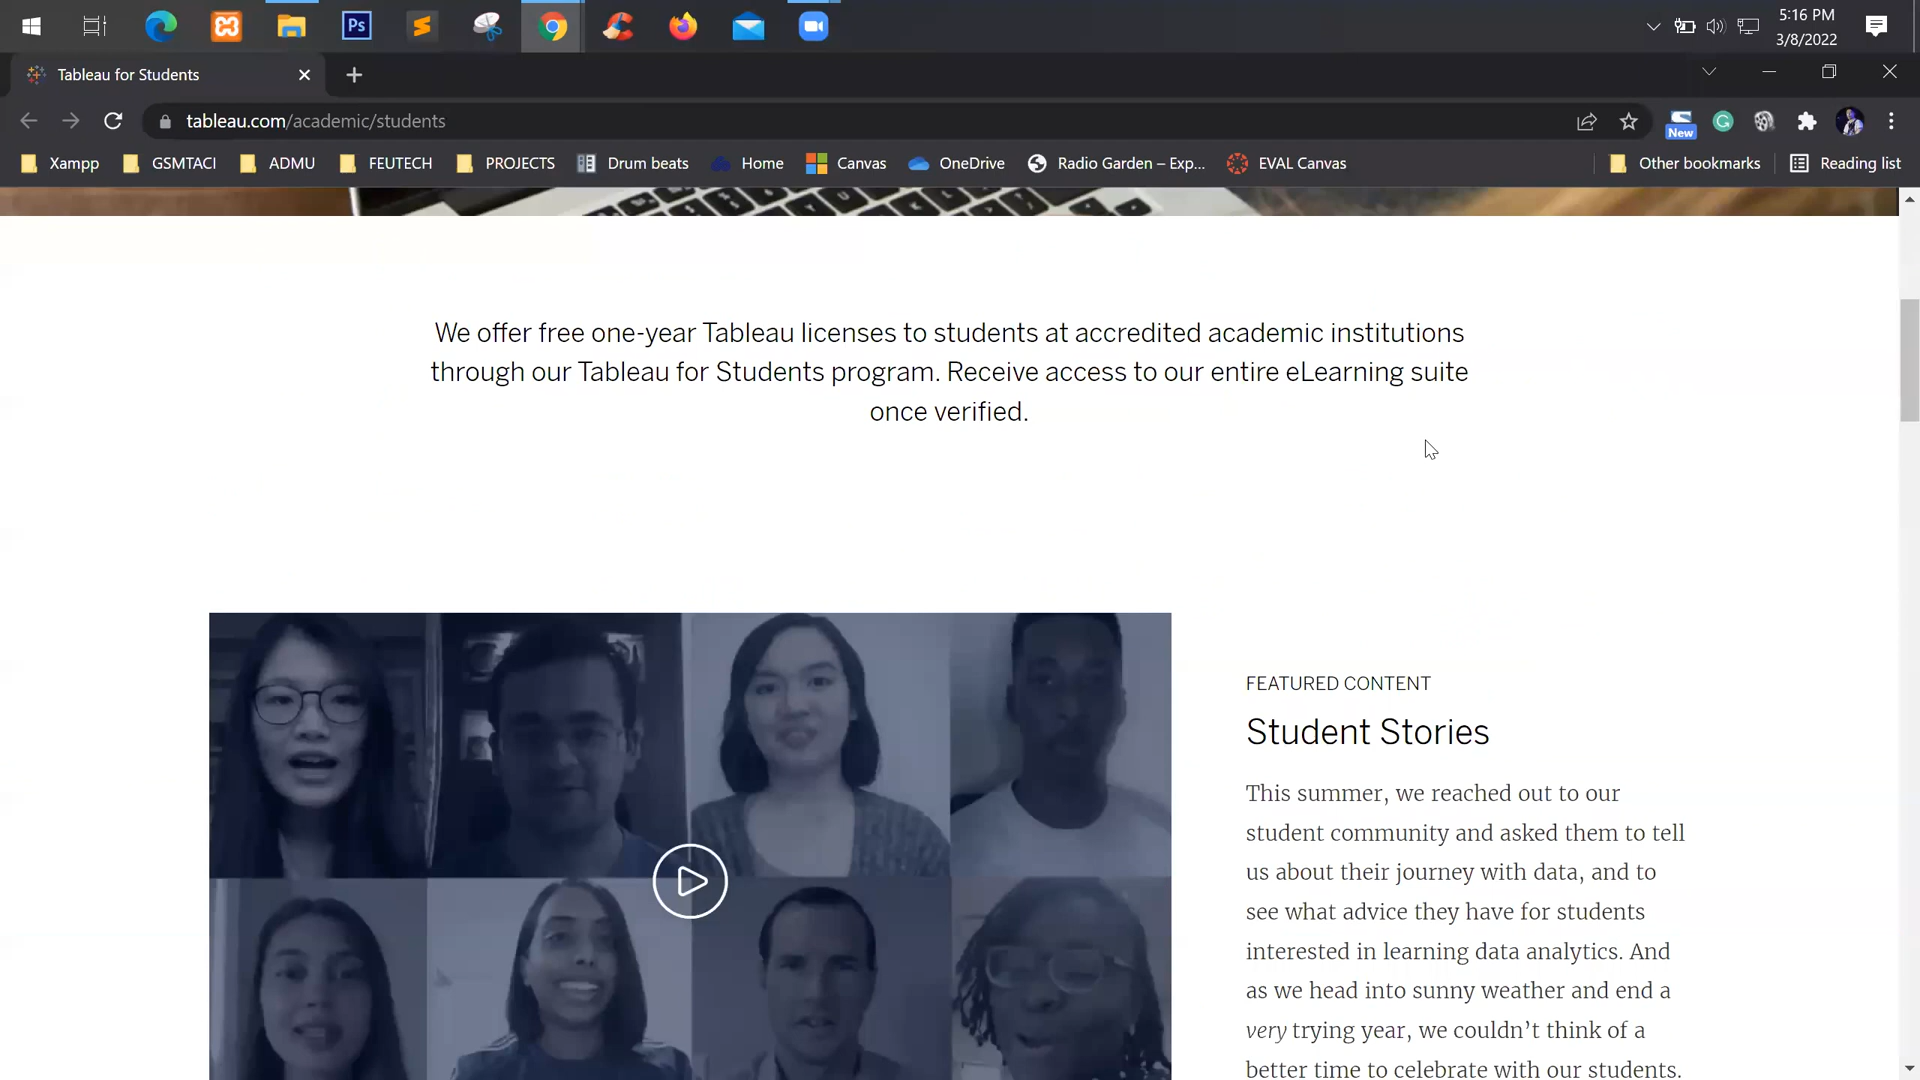 Ps
5:16 PM
3/8/2022
Tableau for Students
tableau.com/academic/students
New
Xampp
GSMTACI
ADMU
FEUTECH
PROJECTS
Drum beats
Home
Canvas
OneDrive
Radio Garden – Exp...
EVAL Canvas
Other bookmarks
Reading list
We offer free one-year Tableau licenses to students at accredited academic institutions
through our Tableau for Students program. Receive access to our entire eLearning suite
once verified.
FEATURED CONTENT
Student Stories
This summer, we reached out to our
student community and asked them to tell
us about their journey with data, and to
see what advice they have for students
interested in learning data analytics. And
as we head into sunny weather and end a
very trying year, we couldn’t think of a
better time to celebrate with our students.